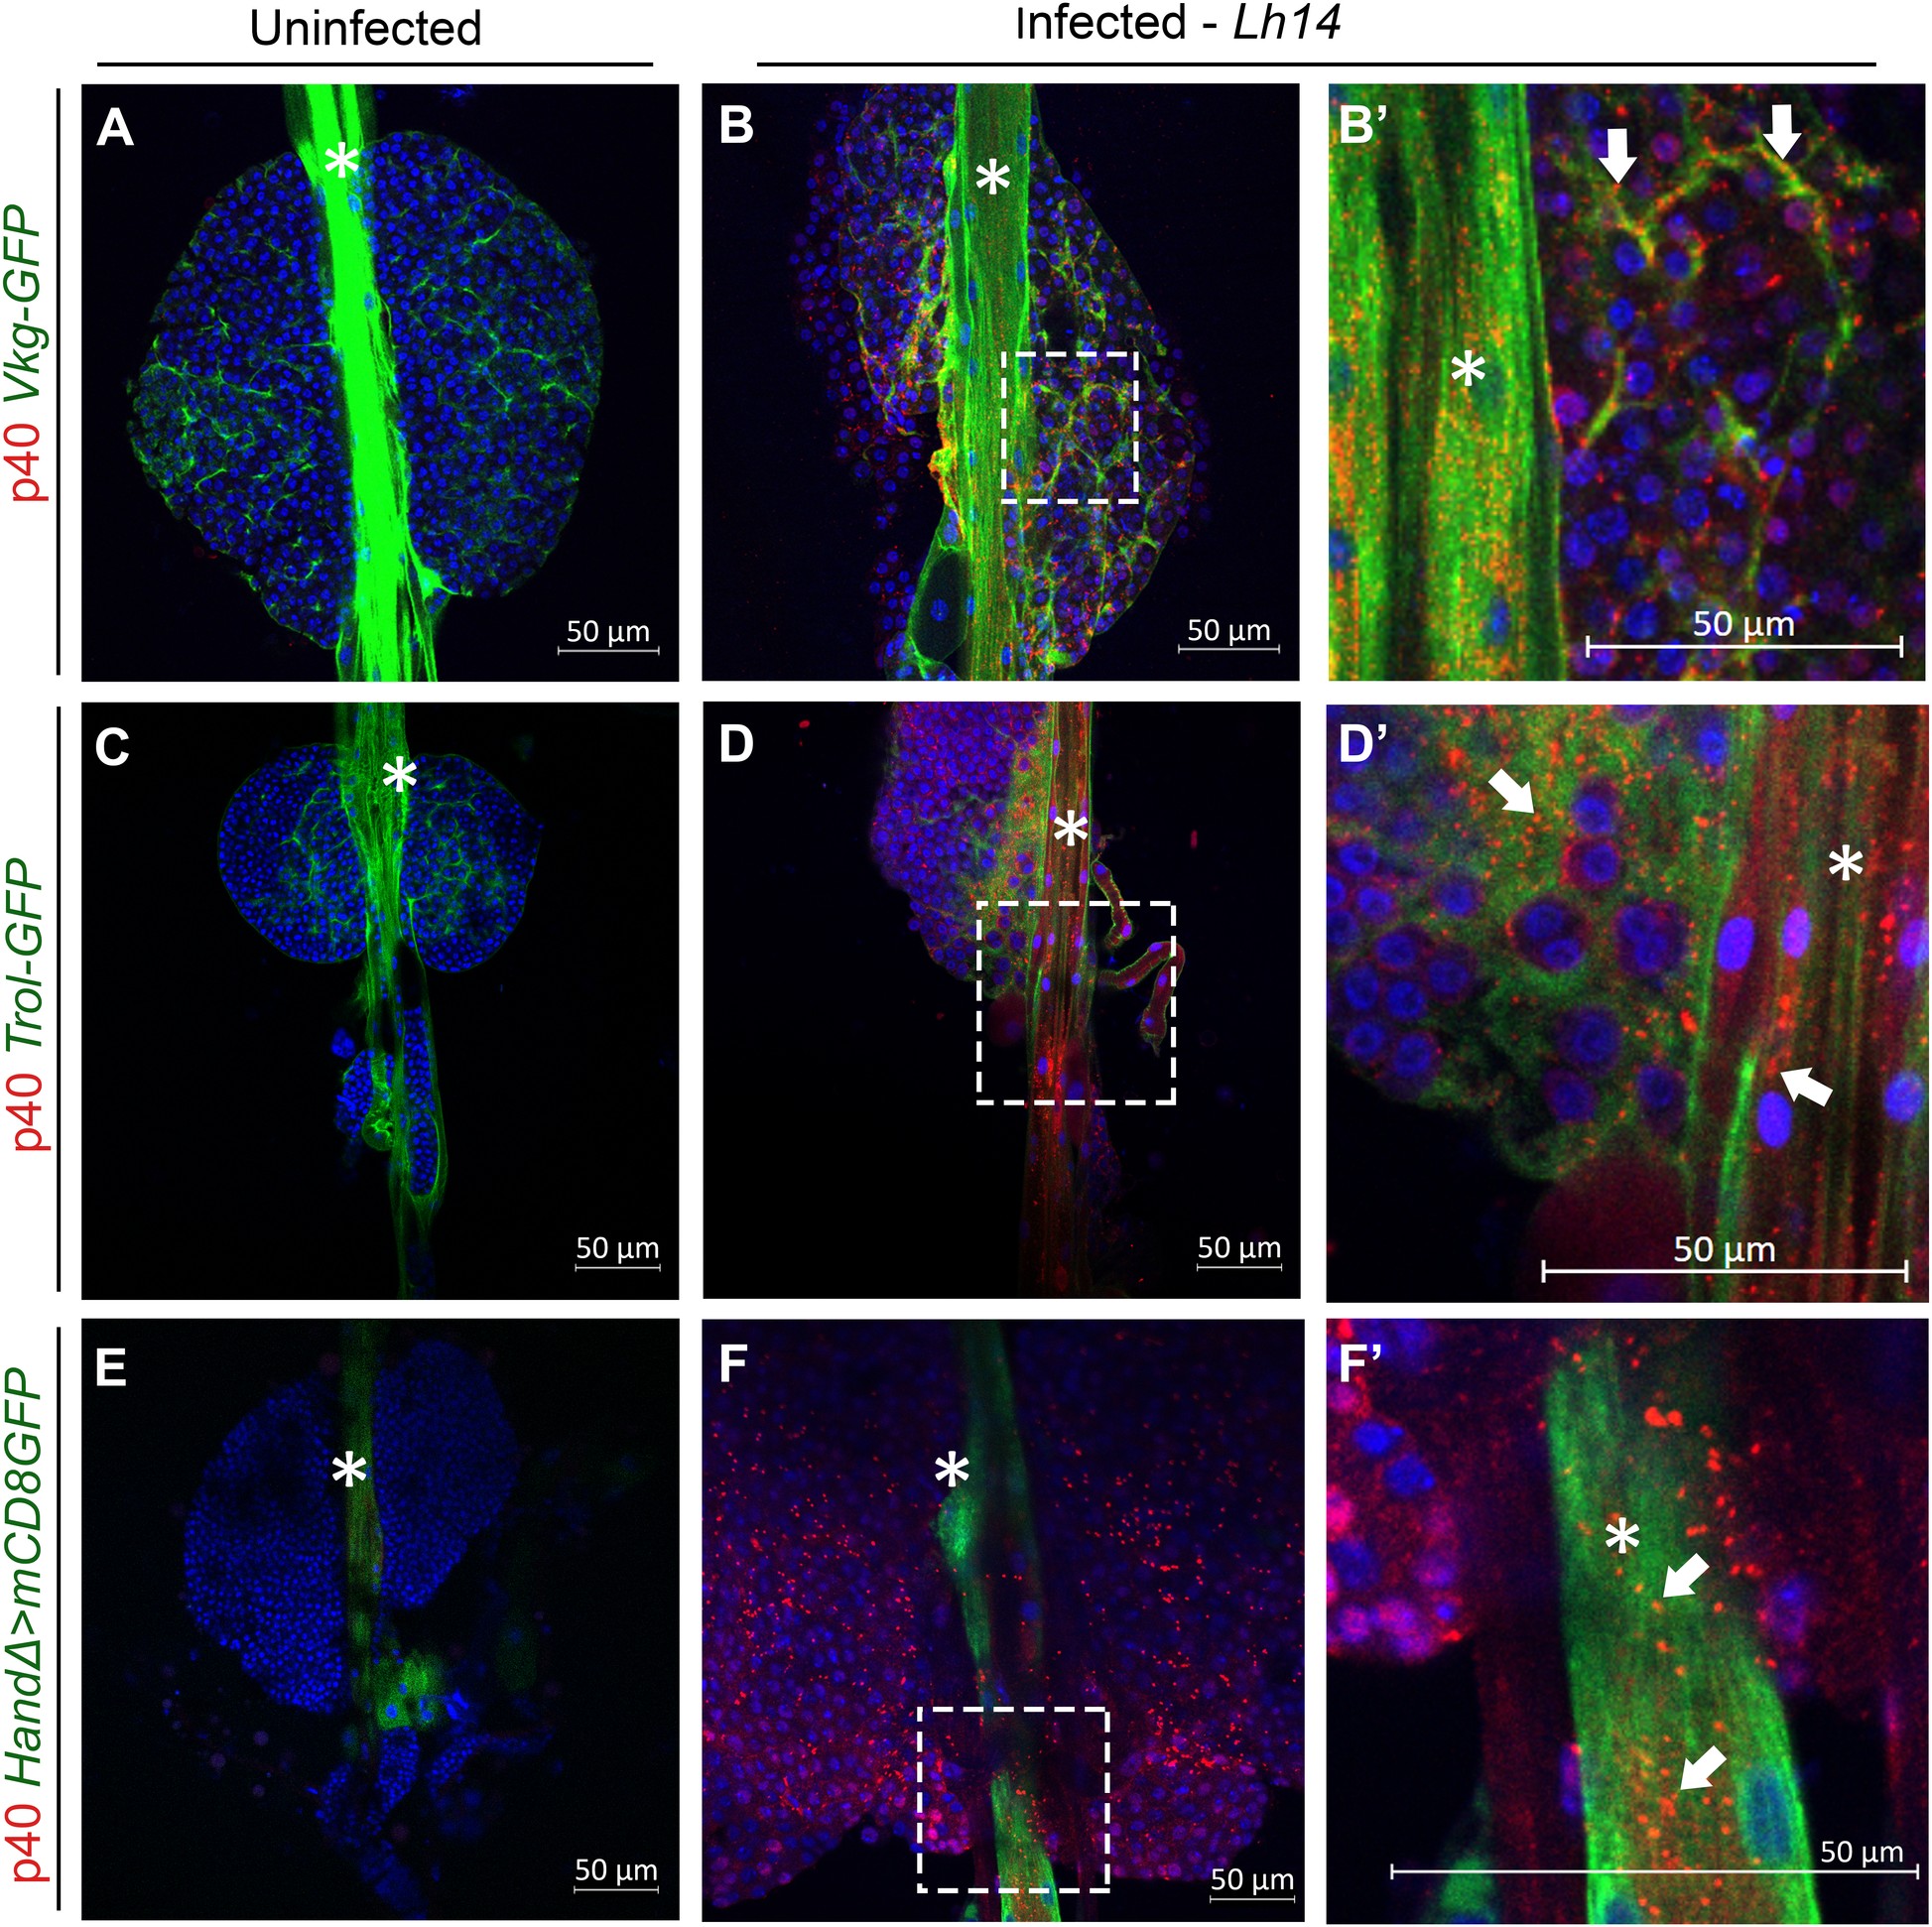 Uninfected
Infected - Lh14
p40 Vkg-GFP
A
*
50 µm
B
*
50 µm
B’
*
50 µm
p40 Trol-GFP
C
*
50 µm
D
*
50 µm
D’
*
50 µm
p40 HandΔ>mCD8GFP
E
*
50 µm
F
*
50 µm
F’
*
50 µm